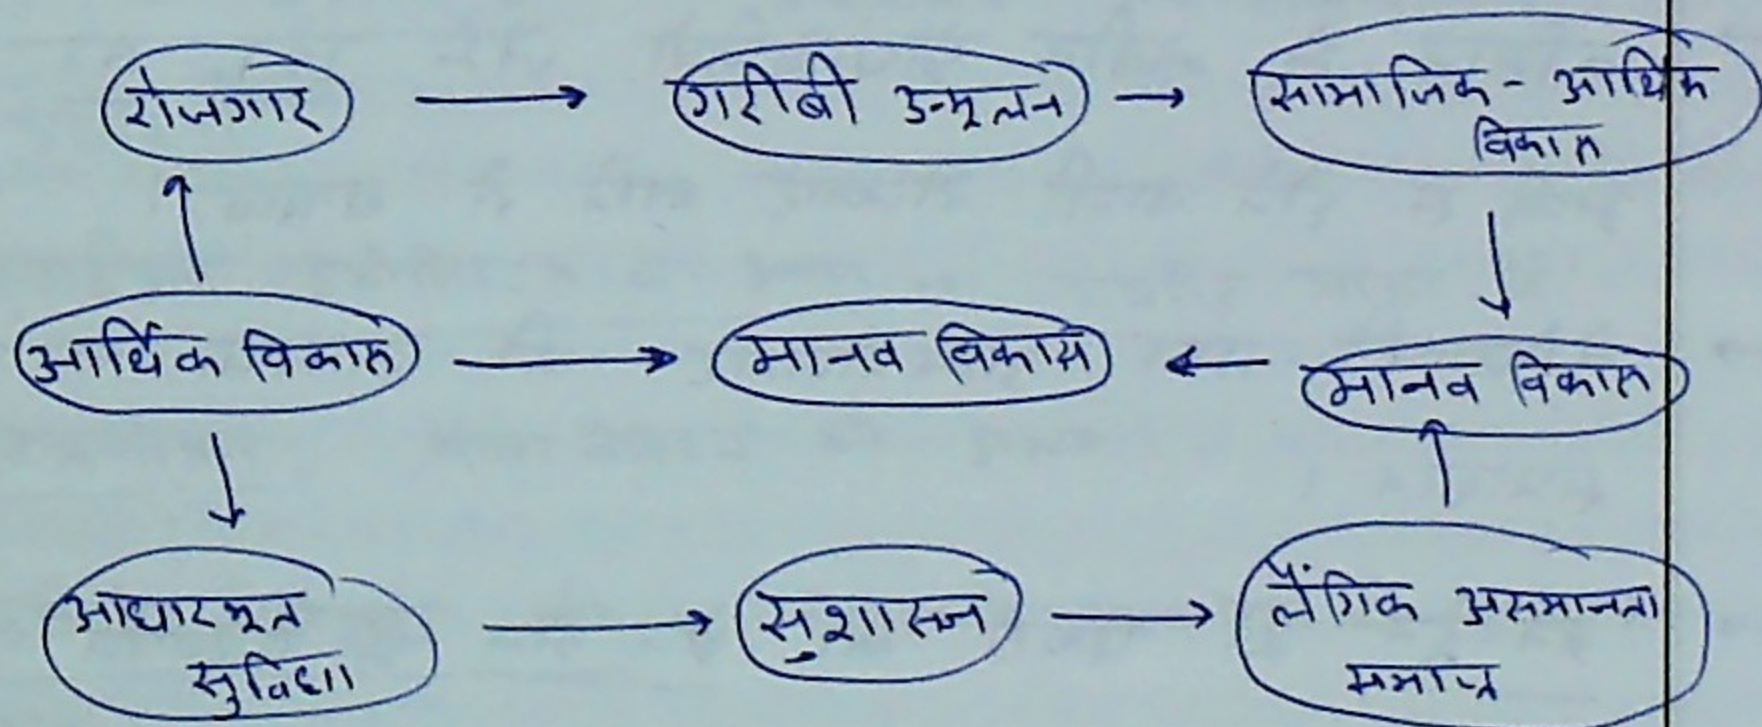 रोजगार
गरीबी उन्मूलन
सामाजिक - आर्थिक
विकास
आर्थिक विकास
मानव विकास
मानव विकास
आधारभूत
सुविधा
सुशासन
लैंगिक असमानता
समाप्त